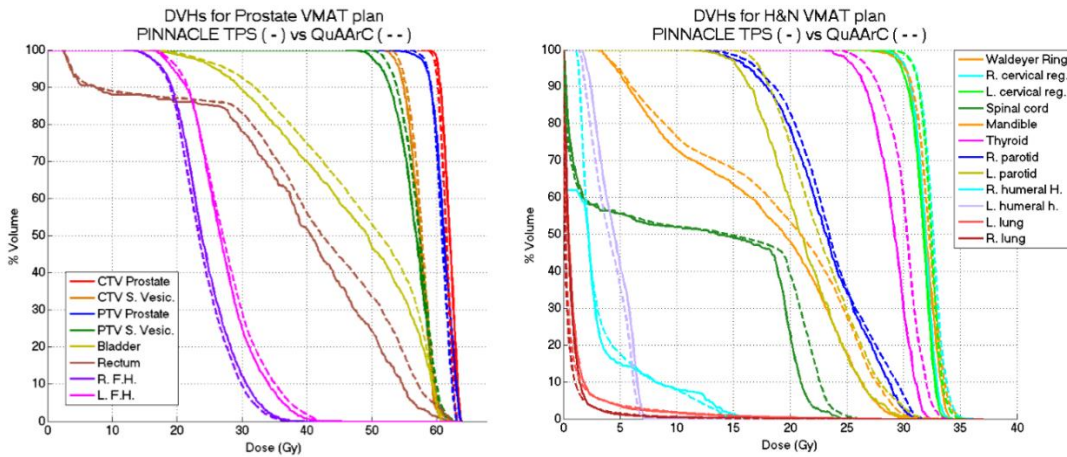 DVHs for Prostate VMAT plan
PINNACLE TPS ( - ) vs QuAArC ( - - )
100
90
80
70
60
50
40
30
20
10
0
% Volume
CTV Prostate
CTV S. Vesic.
PTV Prostate
PTV S. Vesic.
Bladder
Rectum
R. F.H.
L. F.H.
0 10 20 30 40 50 60
Dose (Gy)
DVHs for H&N VMAT plan
PINNACLE TPS ( - ) vs QuAArC ( - - )
100
90
80
70
60
50
40
30
20
10
0
% Volume
Waldeyer Ring
R. cervical reg.
L. cervical reg.
Spinal cord
Mandible
Thyroid
R. parotid
L. parotid
R. humeral H.
L. humeral h.
L. lung
R. lung
0 5 10 15 20 25 30 35 40
Dose (Gy)